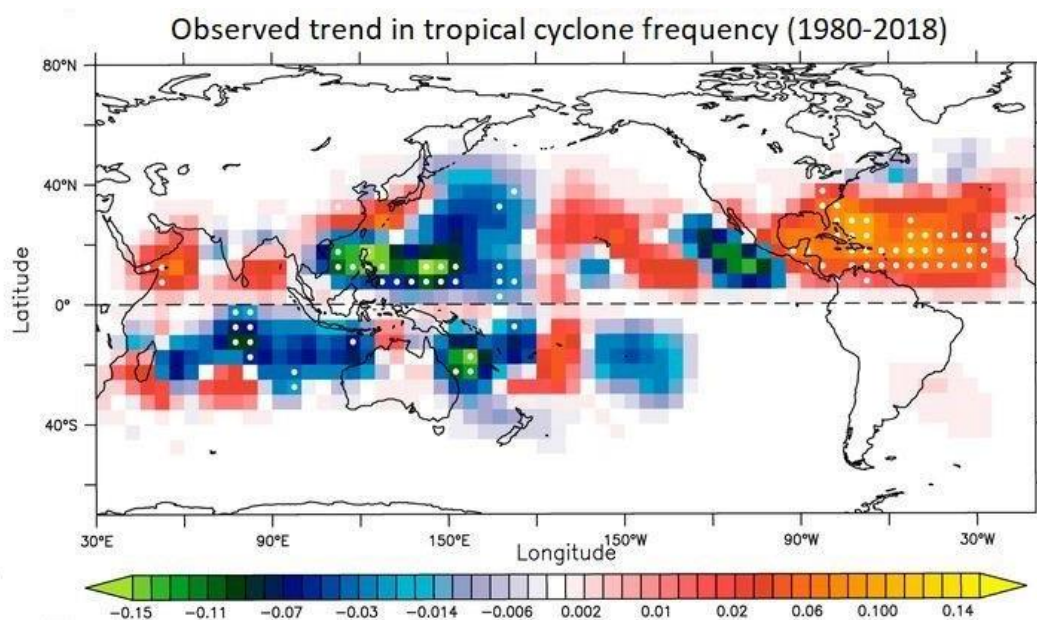 Observed trend in tropical cyclone frequency (1980-2018)
80°N
40°N
0°
40°S
Latitude
30°E 90°E 150°E 150°W 90°W 30°W
Longitude
−0.15 −0.11 −0.07 −0.03 −0.014 −0.006 0.002 0.01 0.02 0.06 0.100 0.14